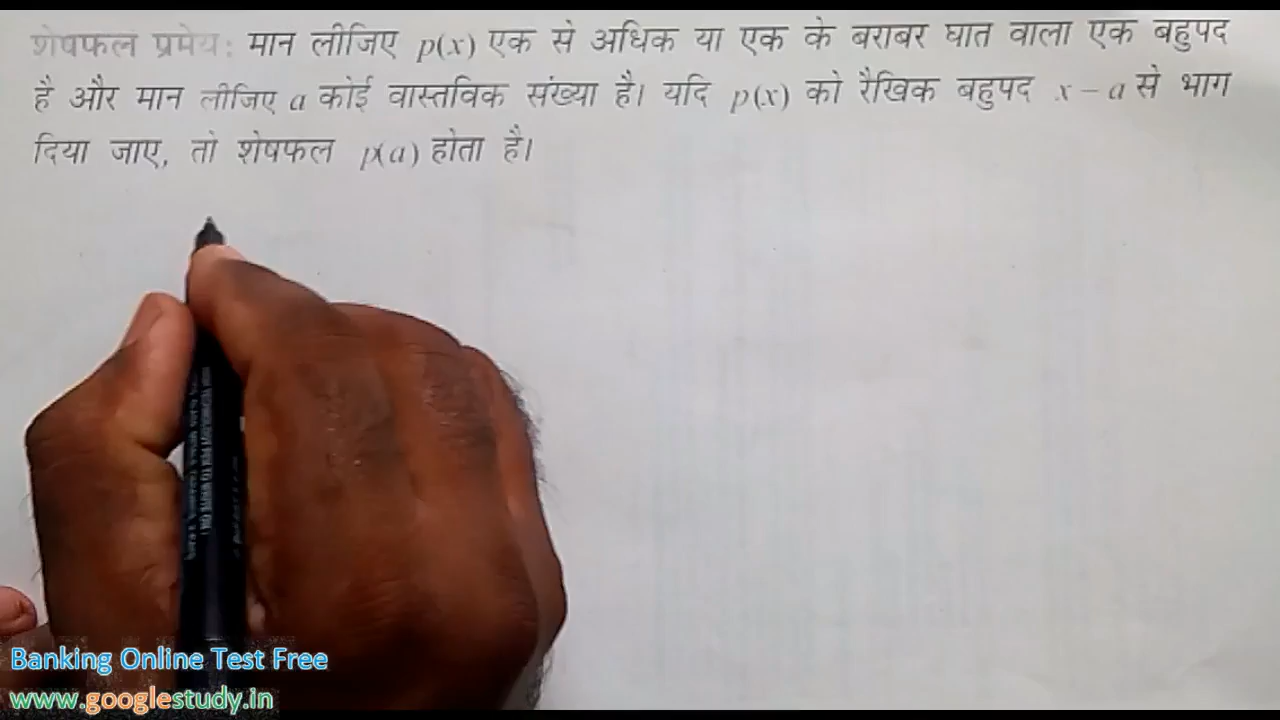 शेषफल प्रमेय: मान लीजिए p(x) एक से अधिक या एक के बराबर घात वाला एक बहुपद
है और मान लीजिए a कोई वास्तविक संख्या है। यदि p(x) को रैखिक बहुपद x – a से भाग
दिया जाए, तो शेषफल p(a) होता है।
Banking Online Test Free
www.googlestudy.in